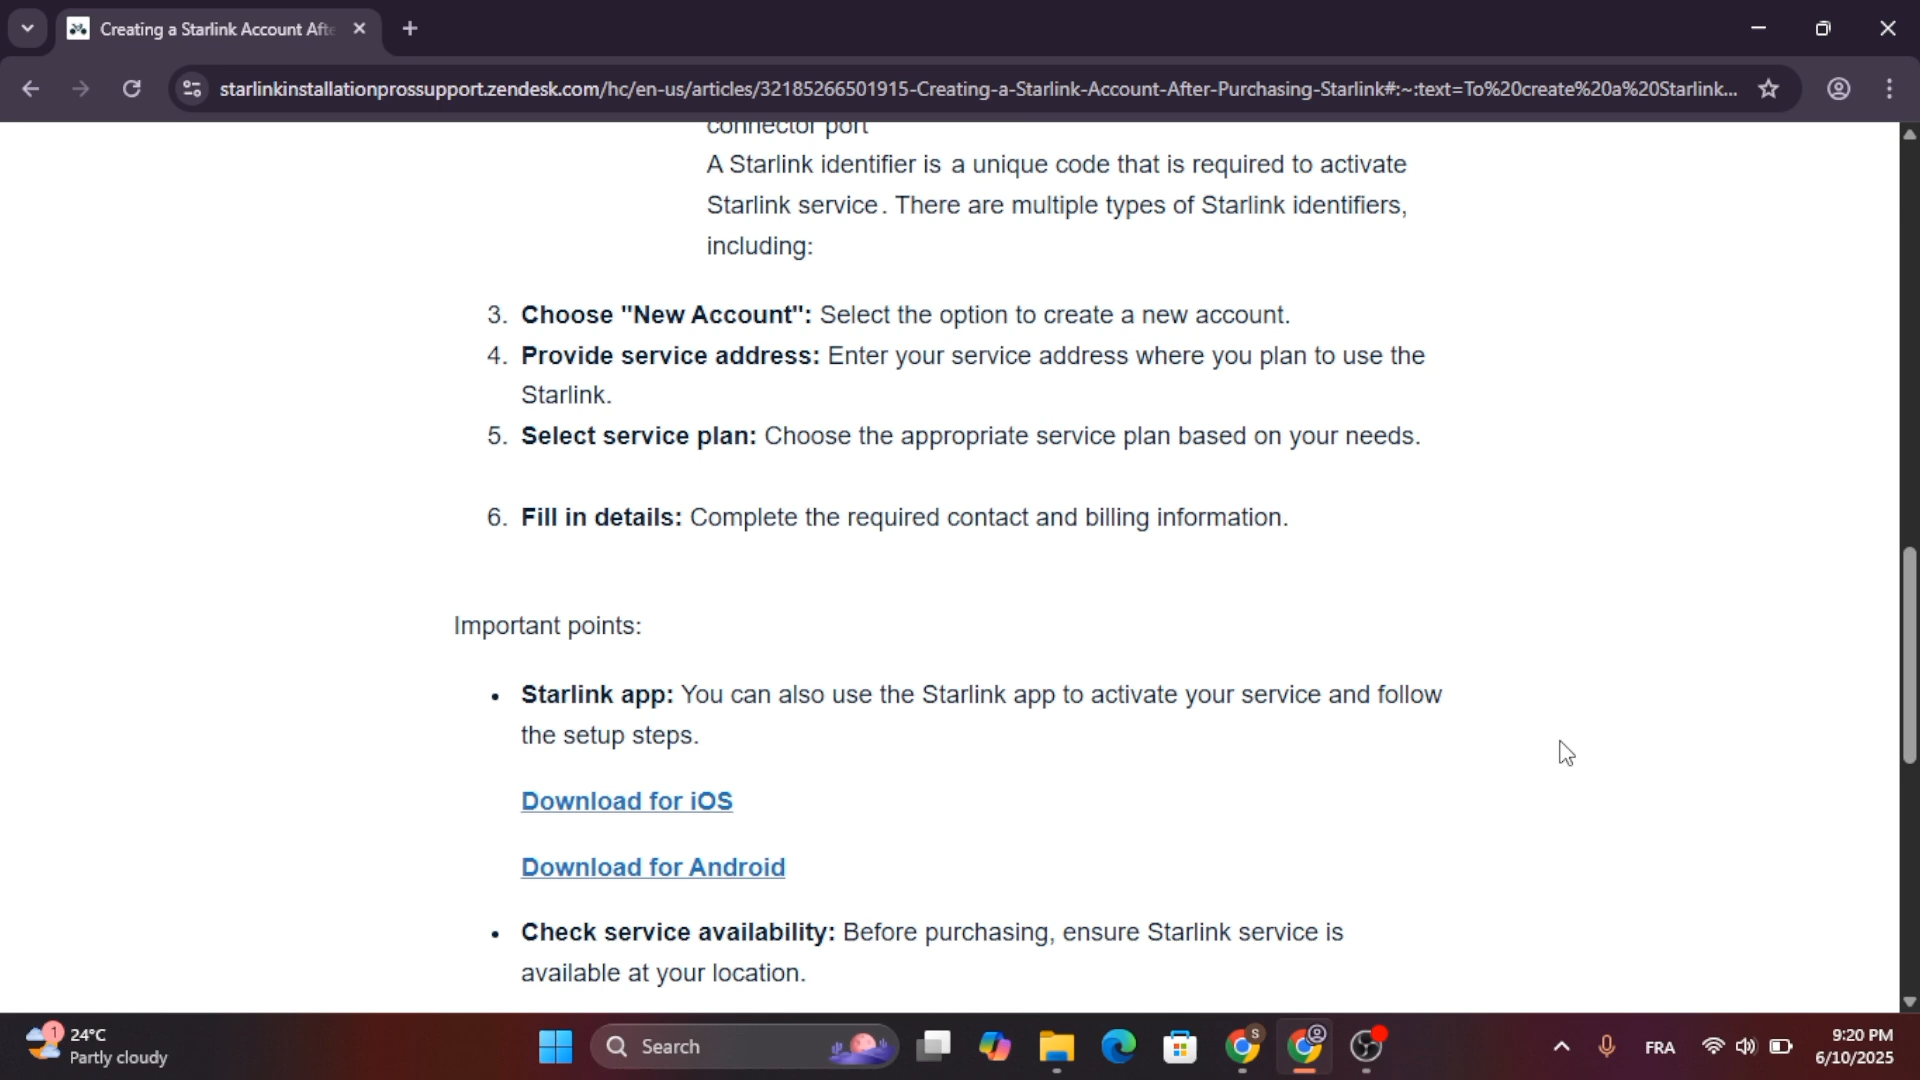 Creating a Starlink Account Afte
starlinkinstallationprossupport.zendesk.com/hc/en-us/articles/32185266501915-Creating-a-Starlink-Account-After-Purchasing-Starlink#:~:text=To%20create%20a%20Starlink...
connector port
A Starlink identifier is a unique code that is required to activate
Starlink service. There are multiple types of Starlink identifiers,
including:
3. Choose "New Account": Select the option to create a new account.
4. Provide service address: Enter your service address where you plan to use the
Starlink.
5. Select service plan: Choose the appropriate service plan based on your needs.
6. Fill in details: Complete the required contact and billing information.
Important points:
• Starlink app: You can also use the Starlink app to activate your service and follow
the setup steps.
Download for iOS
Download for Android
• Check service availability: Before purchasing, ensure Starlink service is
available at your location.
1
24°C
Partly cloudy
Search
S
FRA
9:20 PM
6/10/2025